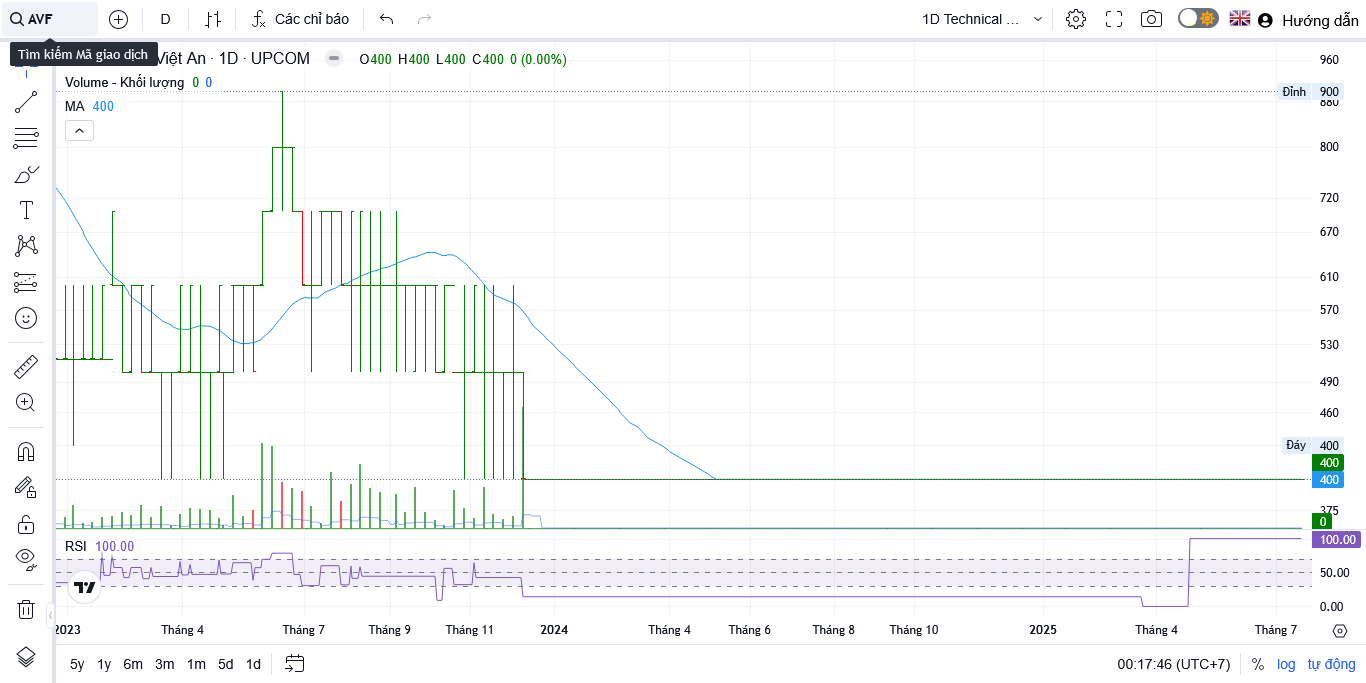 AVF
D
Các chỉ báo
1D Technical ...
Hướng dẫn
Tìm kiếm Mã giao dịch
Việt An · 1D · UPCOM
O400 H400 L400 C400 0 (0.00%)
Volume - Khối lượng 0 0
MA 400
960
Đỉnh 900
880
800
720
670
610
570
530
490
460
Đáy 400
400
400
375
0
RSI 100.00
100.00
50.00
0.00
2023 Tháng 4 Tháng 7 Tháng 9 Tháng 11 2024 Tháng 4 Tháng 6 Tháng 8 Tháng 10 2025 Tháng 4 Tháng 7
5y 1y 6m 3m 1m 5d 1d
00:17:46 (UTC+7) % log tự động